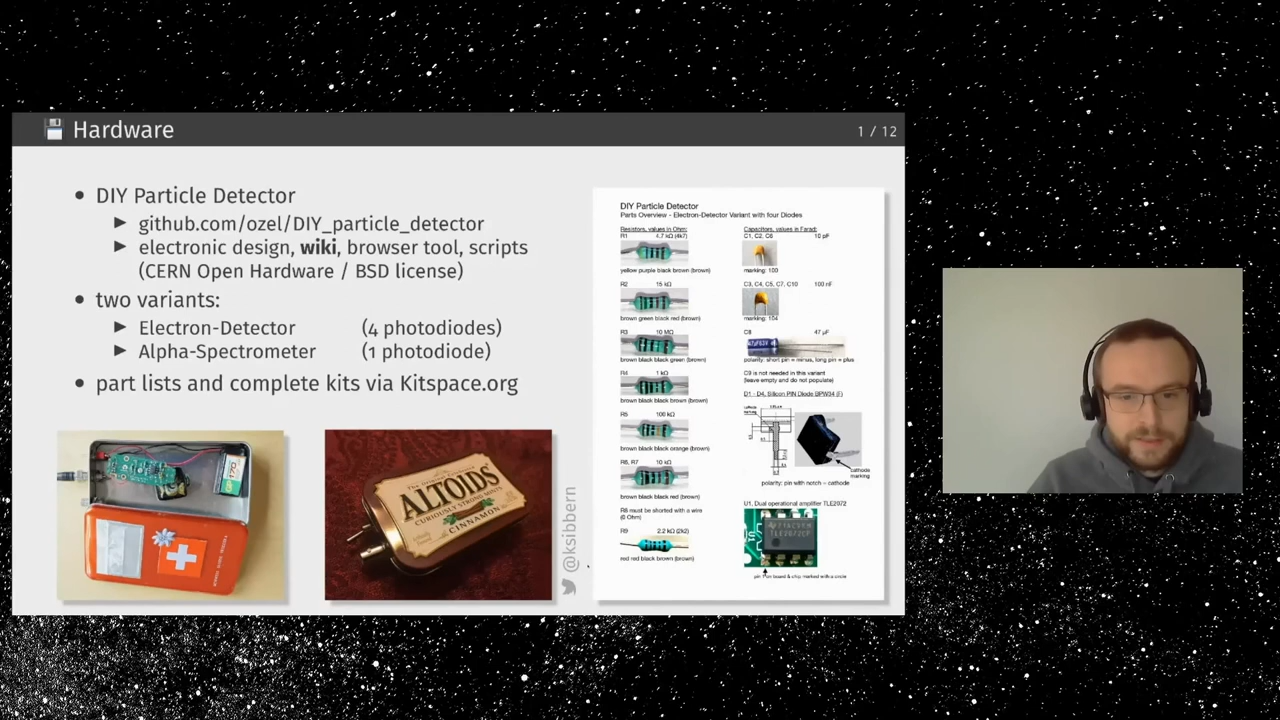 Hardware
1 / 12
DIY Particle Detector
github.com/ozel/DIY_particle_detector
electronic design, wiki, browser tool, scripts
(CERN Open Hardware / BSD license)
two variants:
Electron-Detector (4 photodiodes)
Alpha-Spectrometer (1 photodiode)
part lists and complete kits via Kitspace.org
ALTOIDS
CURIOUSLY STRONG MINTS
CINNAMON
@ksibbern
DIY Particle Detector
Parts Overview - Electron-Detector Variant with four Diodes
Resistors, values in Ohm:
R1 4.7 kΩ (4k7)
yellow purple black brown (brown)
R2 15 kΩ
brown green black red (brown)
R3 10 MΩ
brown black black green (brown)
R4 1 kΩ
brown black black brown (brown)
R5 100 kΩ
brown black black orange (brown)
R6, R7 10 kΩ
brown black black red (brown)
R8 must be shorted with a wire
(0 Ohm)
R9 2.2 kΩ (2k2)
red red black brown (brown)
Capacitors, values in Farad:
C1, C2, C6 10 pF
marking: 100
C3, C4, C5, C7, C10 100 nF
marking: 104
C8 47 µF
polarity: short pin = minus, long pin = plus
C9 is not needed in this variant
(leave empty and do not populate)
D1 - D4, Silicon PIN Diode BPW34 (F)
cathode
marking
polarity: pin with notch = cathode
U1, Dual operational amplifier TLE2072
TLE2072CP
pin 1 on board & chip marked with a circle